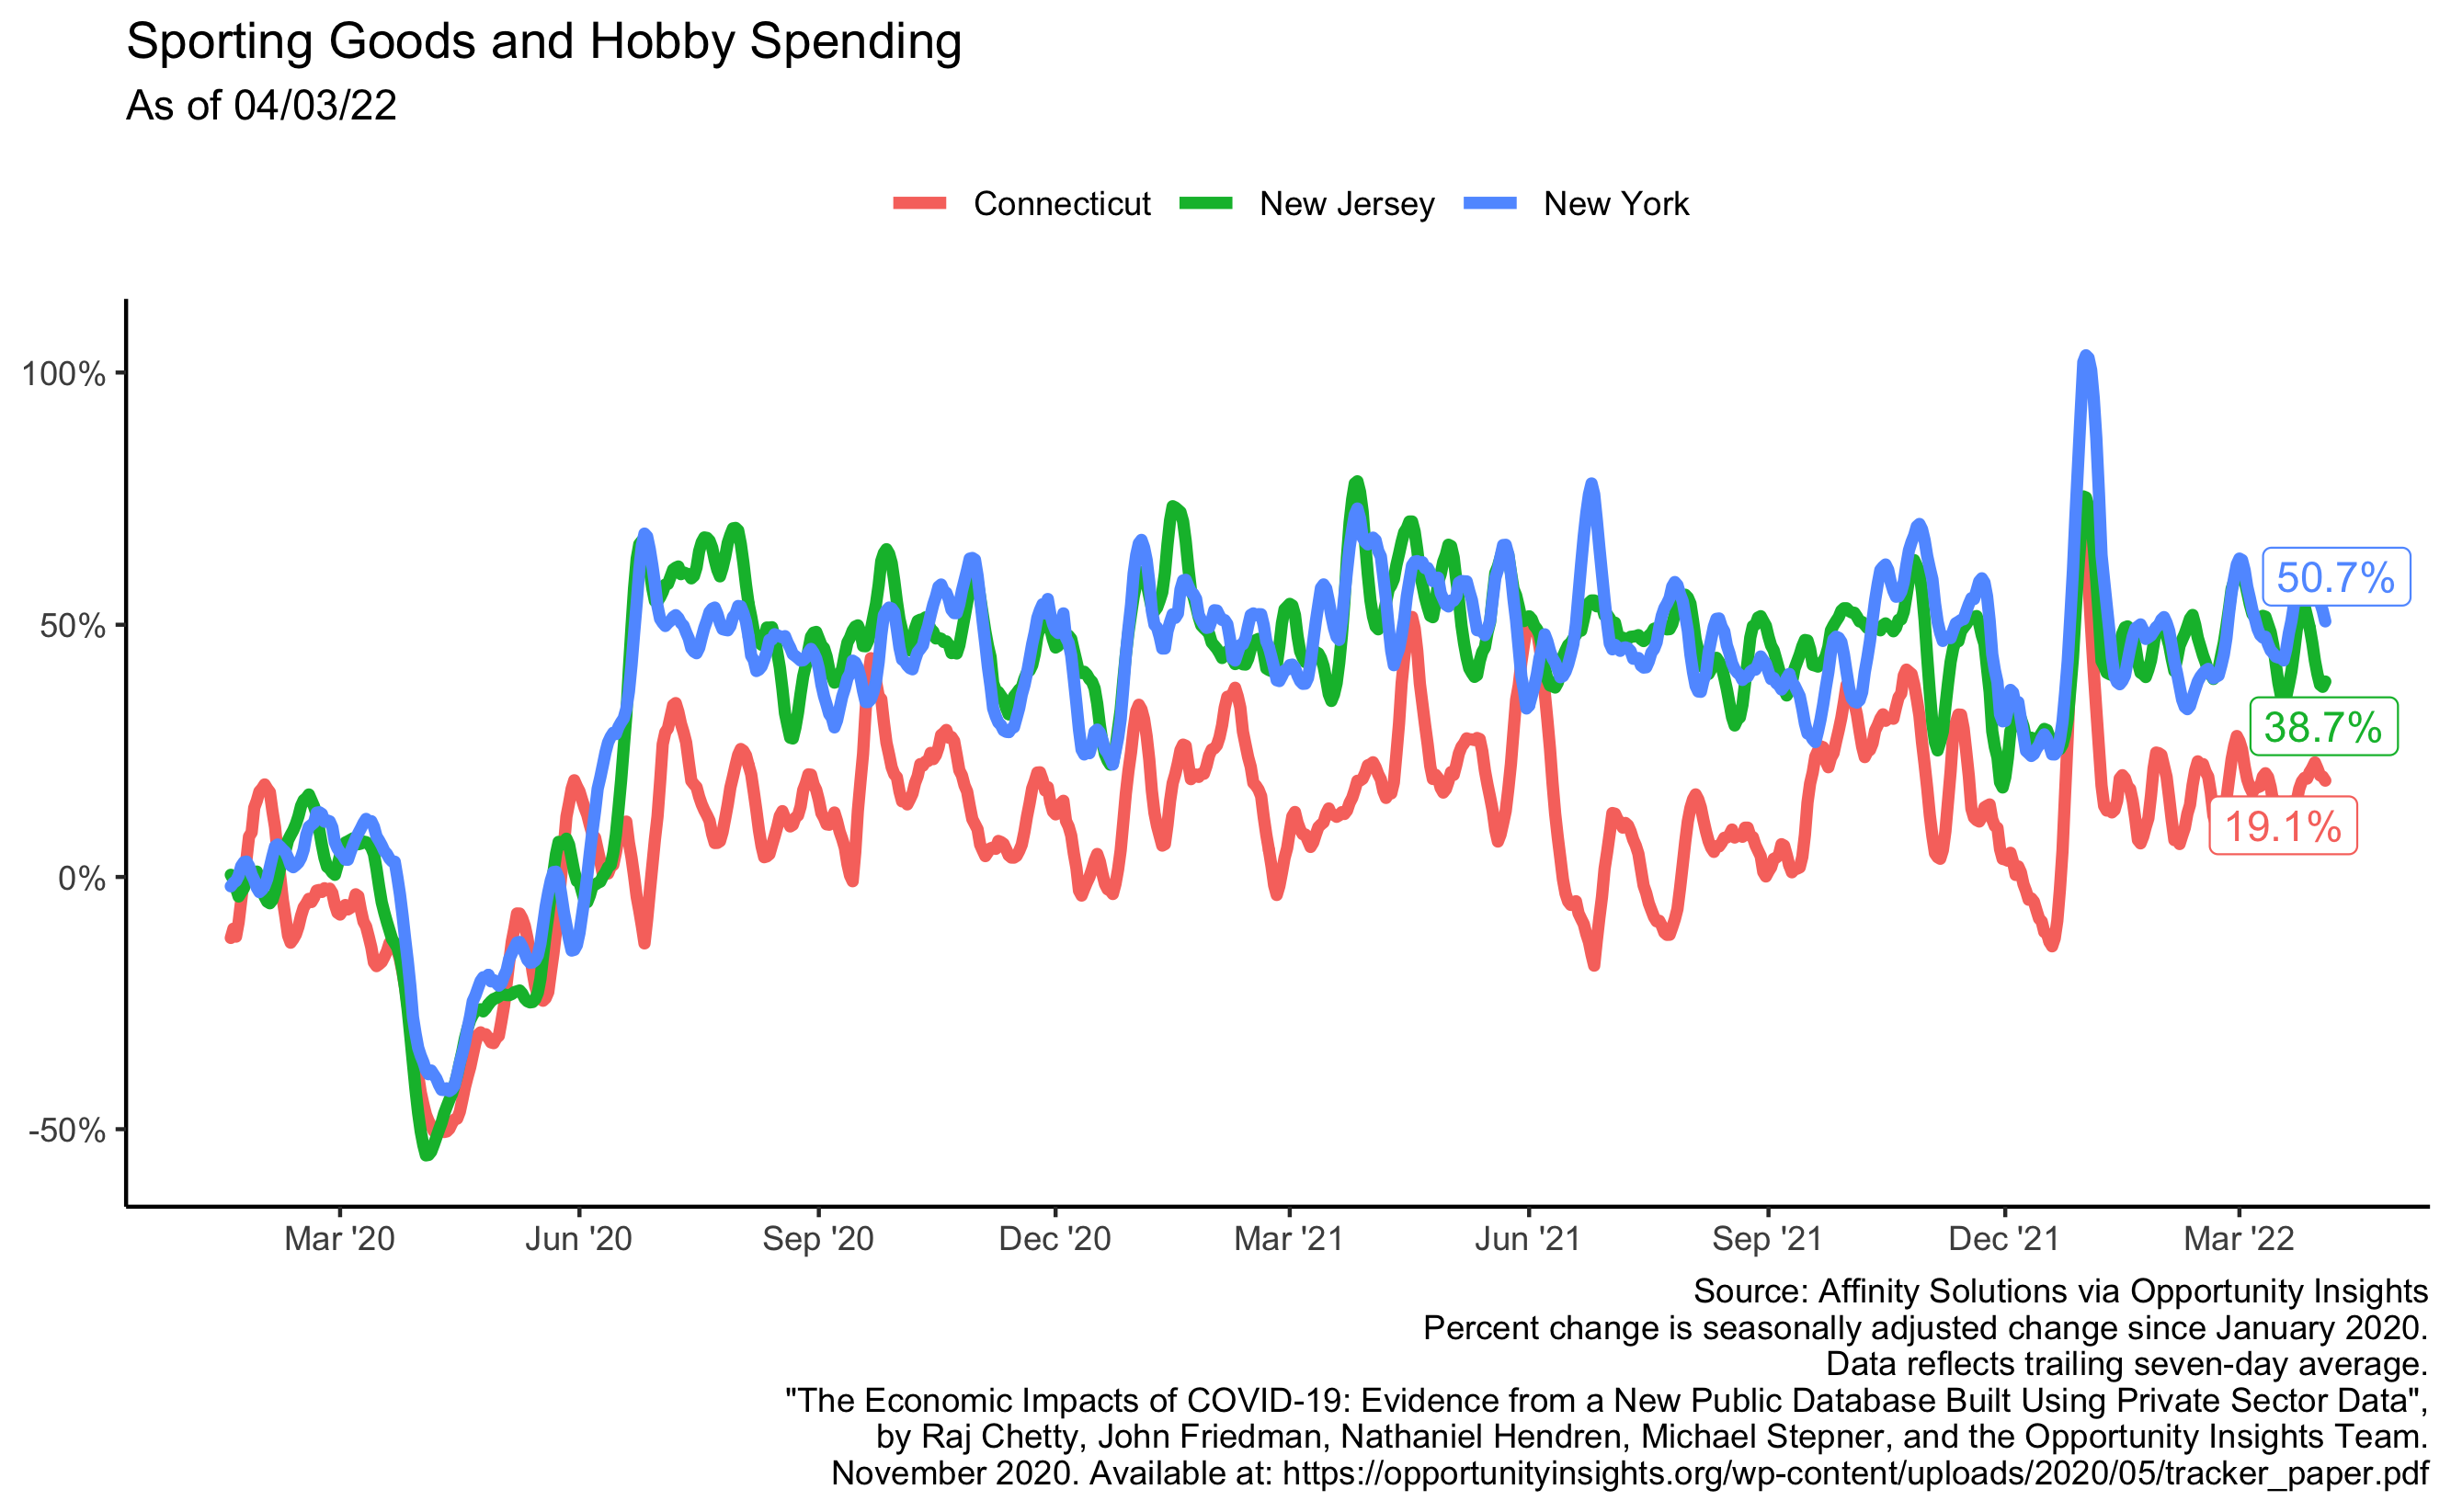 Sporting Goods and Hobby Spending
As of 04/03/22
Connecticut New Jersey New York
100%
50%
0%
-50%
50.7%
38.7%
19.1%
Mar '20 Jun '20 Sep '20 Dec '20 Mar '21 Jun '21 Sep '21 Dec '21 Mar '22
Source: Affinity Solutions via Opportunity Insights
Percent change is seasonally adjusted change since January 2020.
Data reflects trailing seven-day average.
"The Economic Impacts of COVID-19: Evidence from a New Public Database Built Using Private Sector Data",
by Raj Chetty, John Friedman, Nathaniel Hendren, Michael Stepner, and the Opportunity Insights Team.
November 2020. Available at: https://opportunityinsights.org/wp-content/uploads/2020/05/tracker_paper.pdf